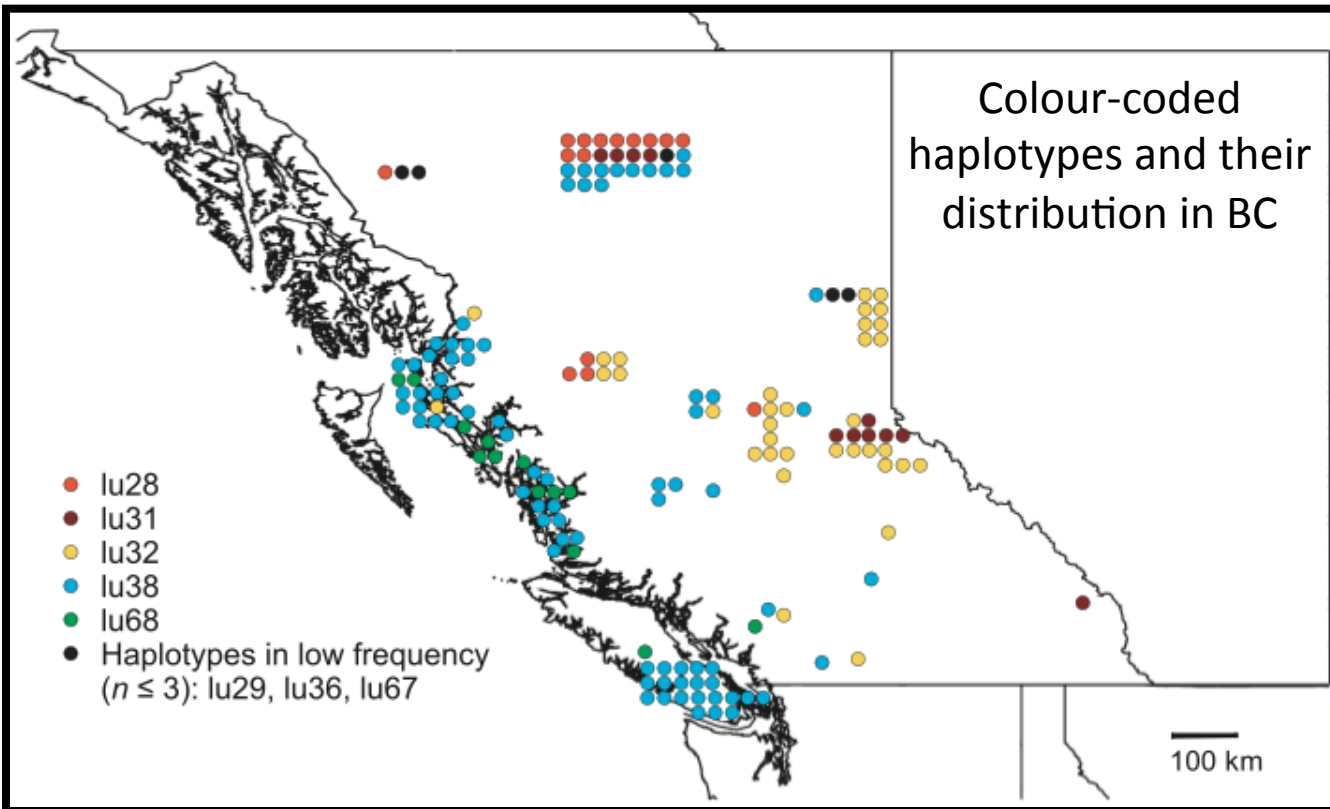 Colour-coded
haplotypes and their
distribution in BC
lu28
lu31
lu32
lu38
lu68
Haplotypes in low frequency
(n ≤ 3): lu29, lu36, lu67
100 km